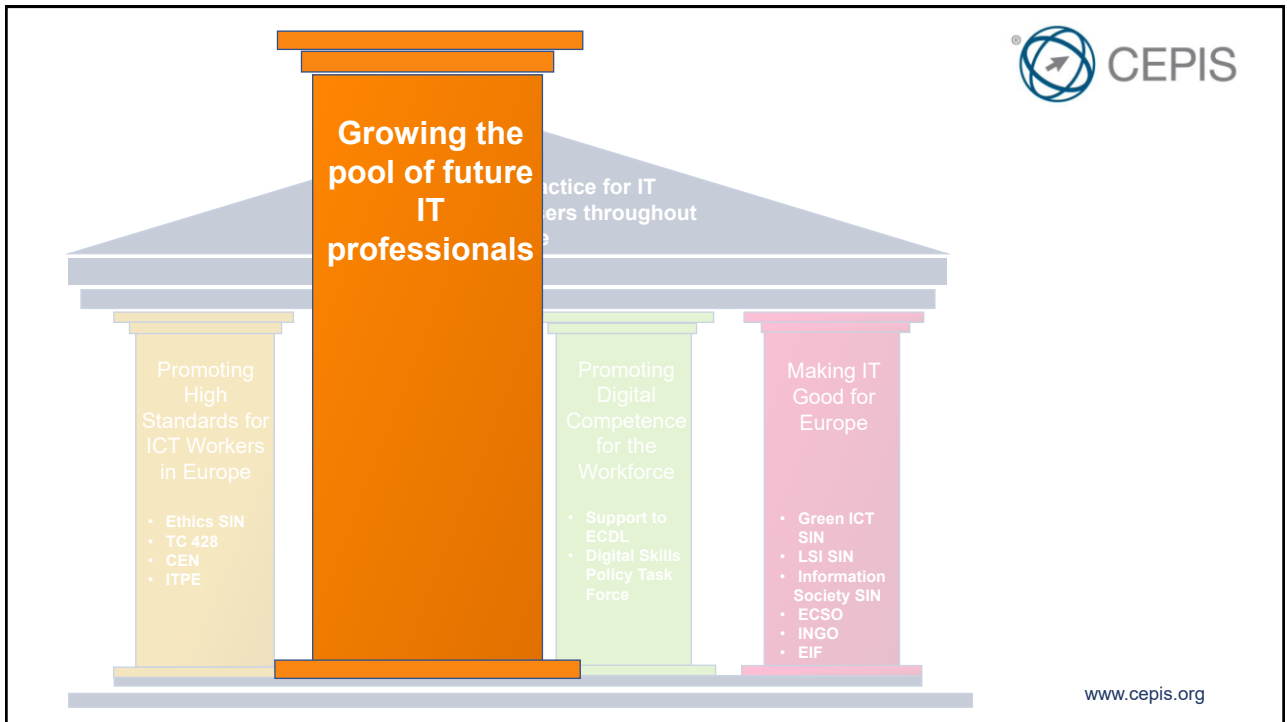 ® CEPIS
Growing the
pool of future
IT
professionals
for IT
throughout
Promoting
High
Standards for
ICT Workers
in Europe
• Ethics SIN
• TC 428
• CEN
• ITPE
Promoting
Digital
Competence
for the
Workforce
• Support to
ECDL
• Digital Skills
Policy Task
Force
Making IT
Good for
Europe
• Green ICT
SIN
• LSI SIN
• Information
Society SIN
• ECSO
• INGO
• EIF
www.cepis.org